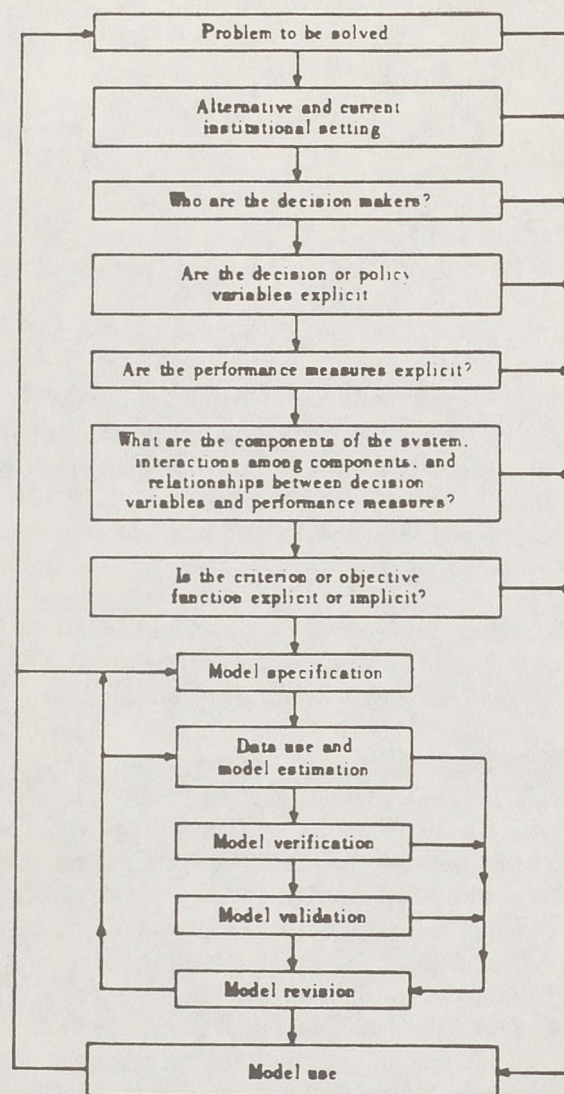 Problem to be solved
Alternative and current
institutional setting
Who are the decision makers?
Are the decision or policy
variables explicit
Are the performance measures explicit?
What are the components of the system,
interactions among components, and
relationships between decision
variables and performance measures?
Is the criterion or objective
function explicit or implicit?
Model specification
Data use and
model estimation
Model verification
Model validation
Model revision
Model use